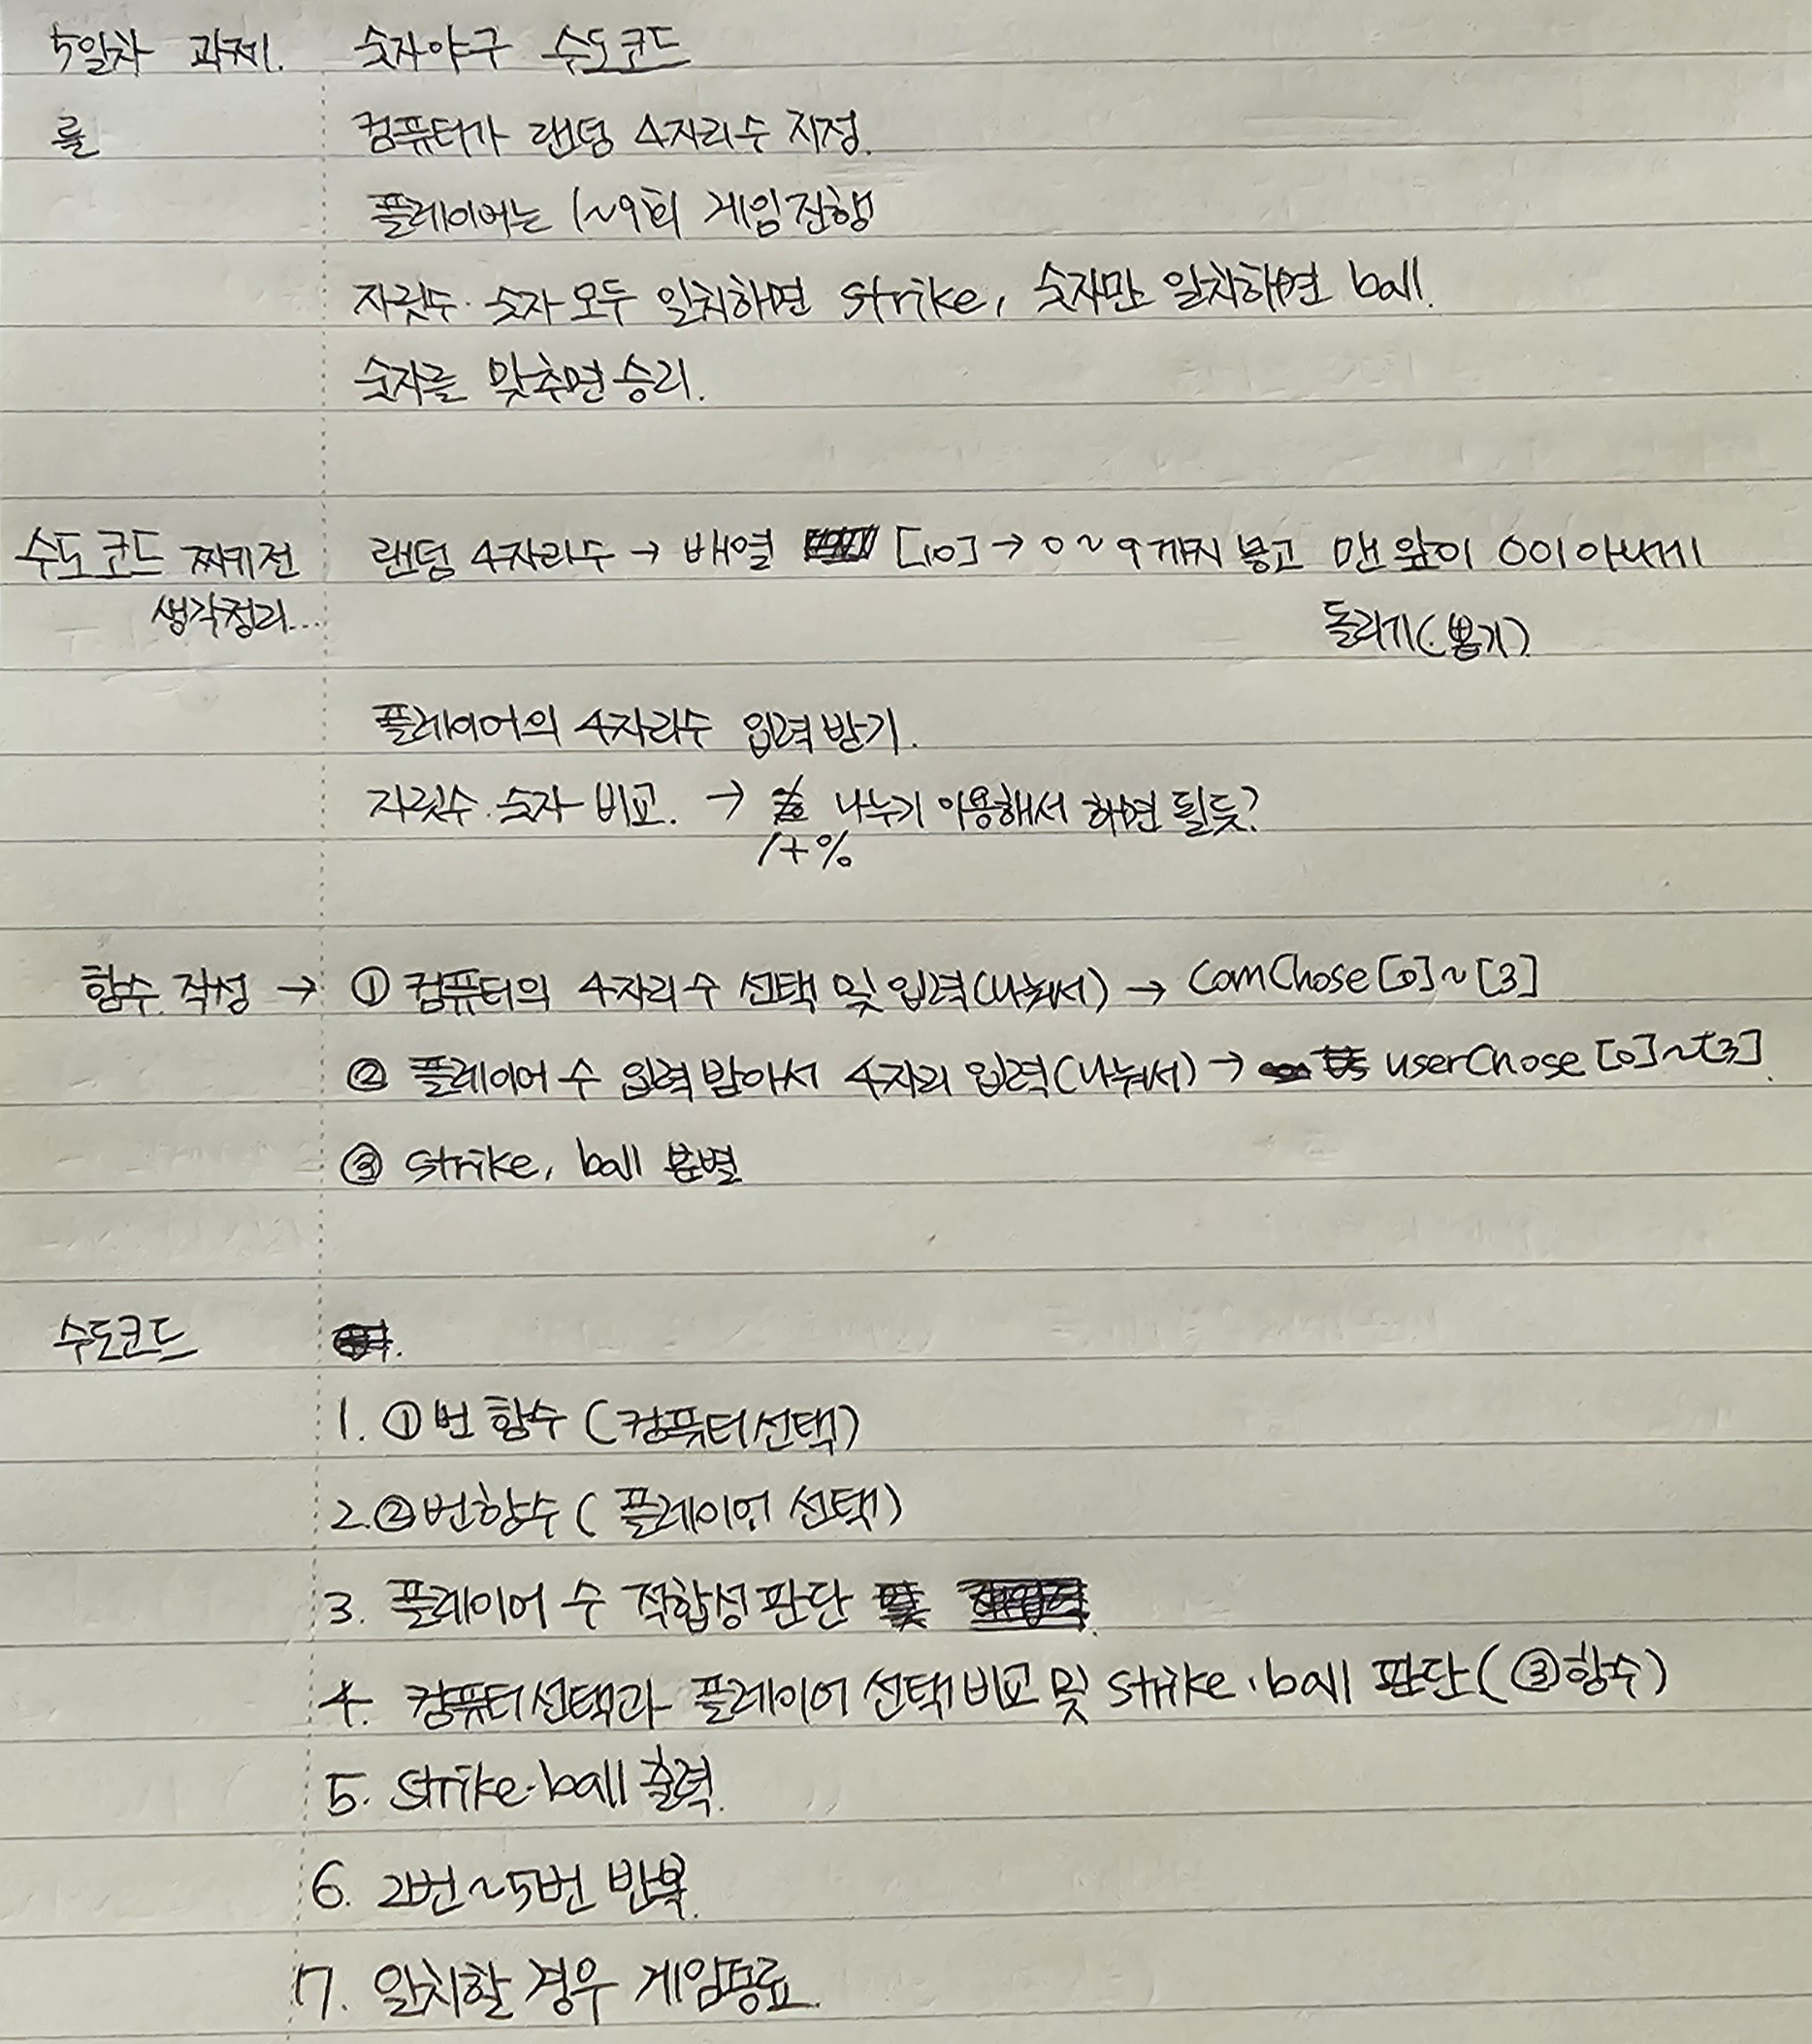 5일차 과제. 숫자야구 수도코드
룰 컴퓨터가 랜덤 4자리수 지정.
플레이어는 1~9회 게임진행
자릿수·숫자 모두 일치하면 strike, 숫자만 일치하면 ball.
숫자를 맞추면 승리.
수도코드 짜기전 랜덤 4자리수 → 배열 [10] → 0~9까지 넣고 맨 앞이 0이 아니게
생각정리... 돌리기(뽑기)
플레이어의 4자리수 입력받기.
자릿수·숫자 비교. → 나누기 이용해서 하면 될듯?
/+%
함수 작성 → ① 컴퓨터의 4자리수 선택 및 입력(나눠서) → comChose[0]~[3]
② 플레이어 수 입력받아서 4자리 입력(나눠서) → userChose[0]~[3].
③ strike, ball 분별
수도코드
1. ①번 함수 (컴퓨터선택)
2. ②번함수 (플레이어 선택)
3. 플레이어 수 적합성판단
4. 컴퓨터선택과 플레이어 선택비교 및 strike·ball 판단(③함수)
5. strike·ball 출력.
6. 2번~5번 반복.
7. 일치할 경우 게임종료.